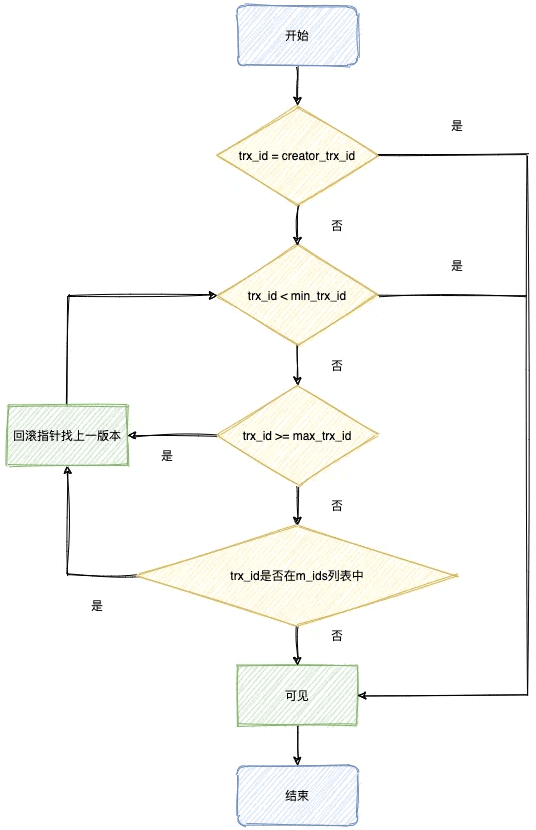 开始
trx_id = creator_trx_id
是
否
trx_id < min_trx_id
是
否
回滚指针找上一版本
trx_id >= max_trx_id
是
否
trx_id是否在m_ids列表中
是
否
可见
结束